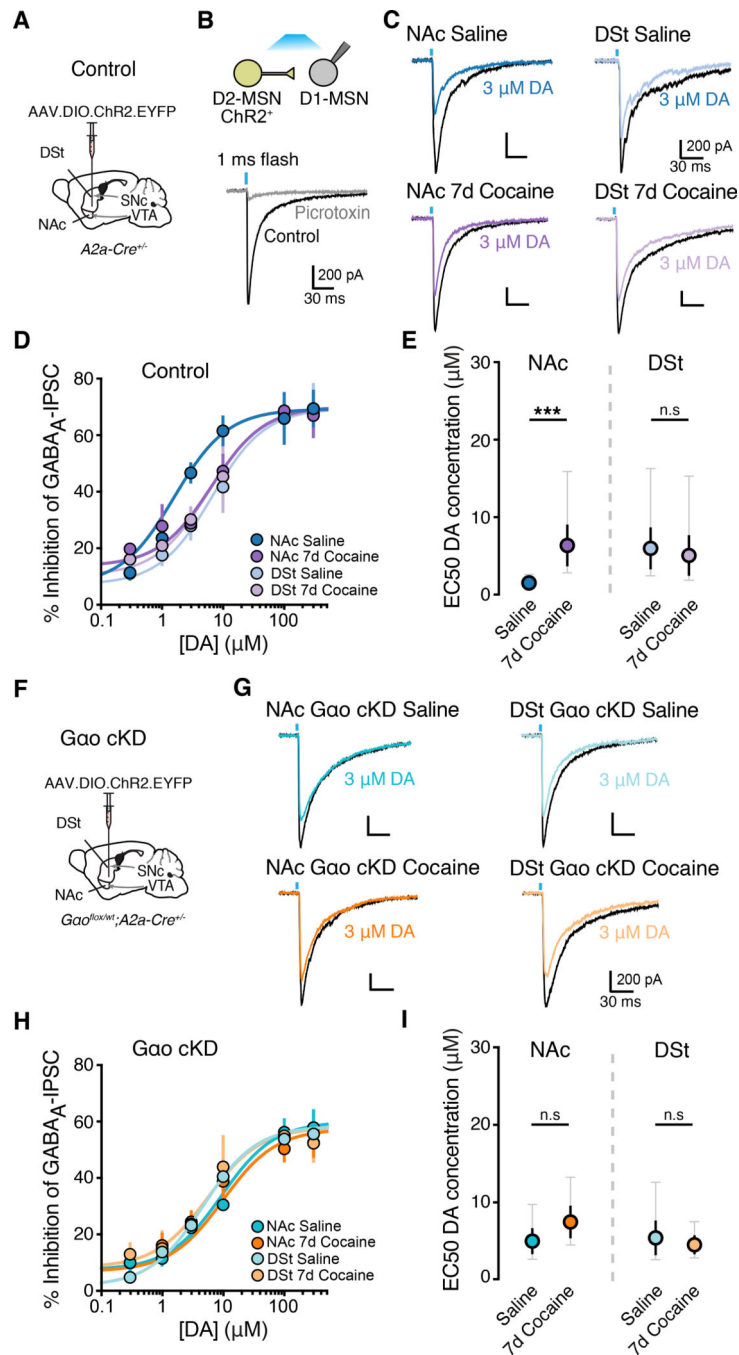 A
Control
AAV.DIO.ChR2.EYFP
DSt
SNc
VTA
NAc
A2a-Cre+/-
B
D2-MSN
ChR2+
D1-MSN
1 ms flash
Picrotoxin
Control
200 pA
30 ms
C
NAc Saline
DSt Saline
3 µM DA
3 µM DA
200 pA
30 ms
NAc 7d Cocaine
DSt 7d Cocaine
3 µM DA
3 µM DA
D
Control
% Inhibition of GABAA-IPSC
80
60
40
20
0
NAc Saline
NAc 7d Cocaine
DSt Saline
DSt 7d Cocaine
0.1
1
10
100
[DA] (µM)
E
NAc
DSt
EC50 DA concentration (µM)
30
20
10
0
***
n.s
Saline
7d Cocaine
Saline
7d Cocaine
F
Gαo cKD
AAV.DIO.ChR2.EYFP
DSt
SNc
VTA
NAc
Gαoflox/wt;A2a-Cre+/-
G
NAc Gαo cKD Saline
DSt Gαo cKD Saline
3 µM DA
3 µM DA
NAc Gαo cKD Cocaine
DSt Gαo cKD Cocaine
3 µM DA
3 µM DA
200 pA
30 ms
H
Gαo cKD
% Inhibition of GABAA-IPSC
80
60
40
20
0
NAc Saline
NAc 7d Cocaine
DSt Saline
DSt 7d Cocaine
0.1
1
10
100
[DA] (µM)
I
NAc
DSt
EC50 DA concentration (µM)
30
20
10
0
n.s
n.s
Saline
7d Cocaine
Saline
7d Cocaine